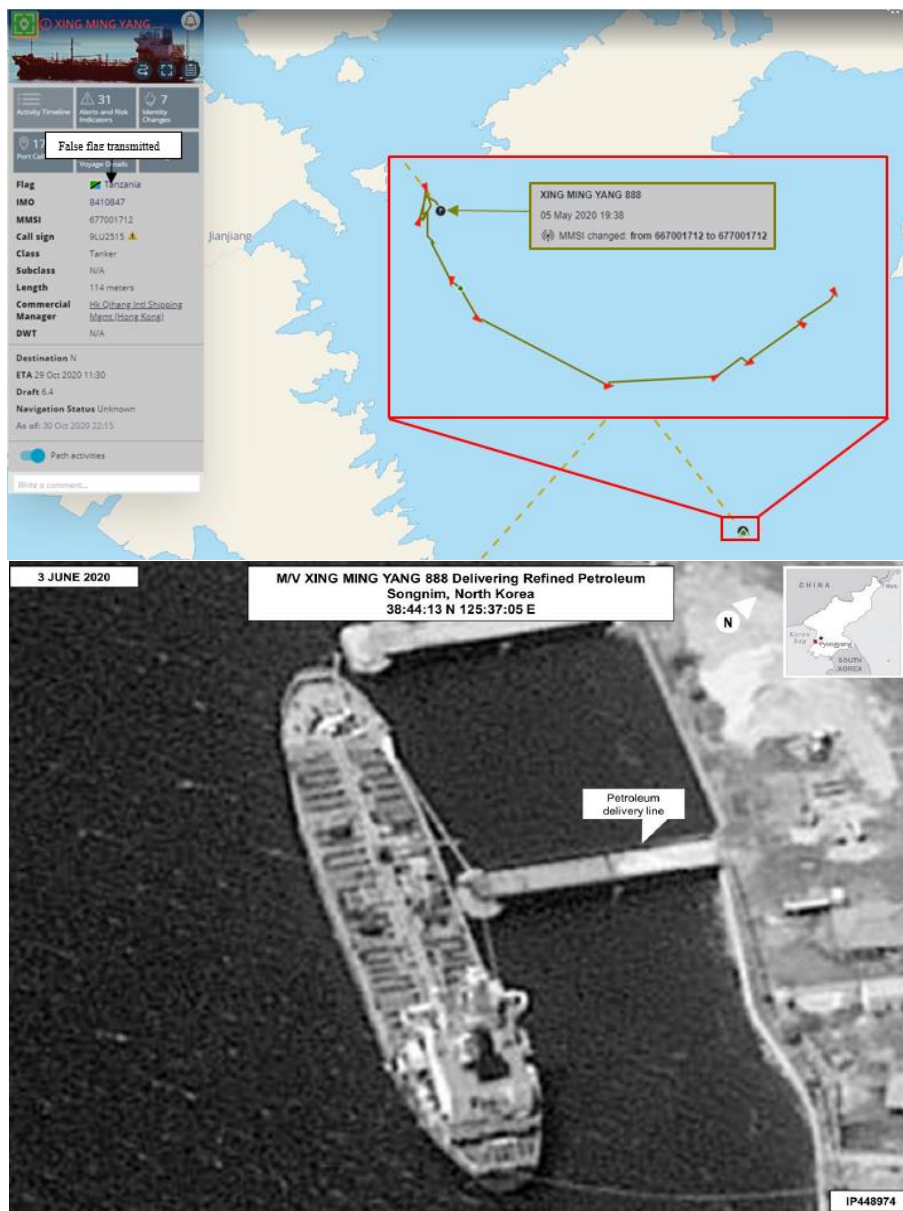 XING MING YANG
Activity Timeline
31
Alerts and Risk Indicators
7
Identity Changes
17
Port Cal
False flag transmitted
Voyage Details
Flag Tanzania
IMO 8410847
MMSI 677001712
Call sign 9LU2515
Class Tanker
Subclass N/A
Length 114 meters
Commercial Manager Hk Qihang Intl Shipping Mgmt (Hong Kong)
DWT N/A
Destination N
ETA 29 Oct 2020 11:30
Draft 6.4
Navigation Status Unknown
As of: 30 Oct 2020 22:15
Path activities
Write a comment...
Jianjiang
XING MING YANG 888
05 May 2020 19:38
MMSI changed: from 667001712 to 677001712
3 JUNE 2020
M/V XING MING YANG 888 Delivering Refined Petroleum
Songnim, North Korea
38:44:13 N 125:37:05 E
N
CHINA
Korea
Bay
Pyongyang
SOUTH
KOREA
Petroleum
delivery line
IP448974